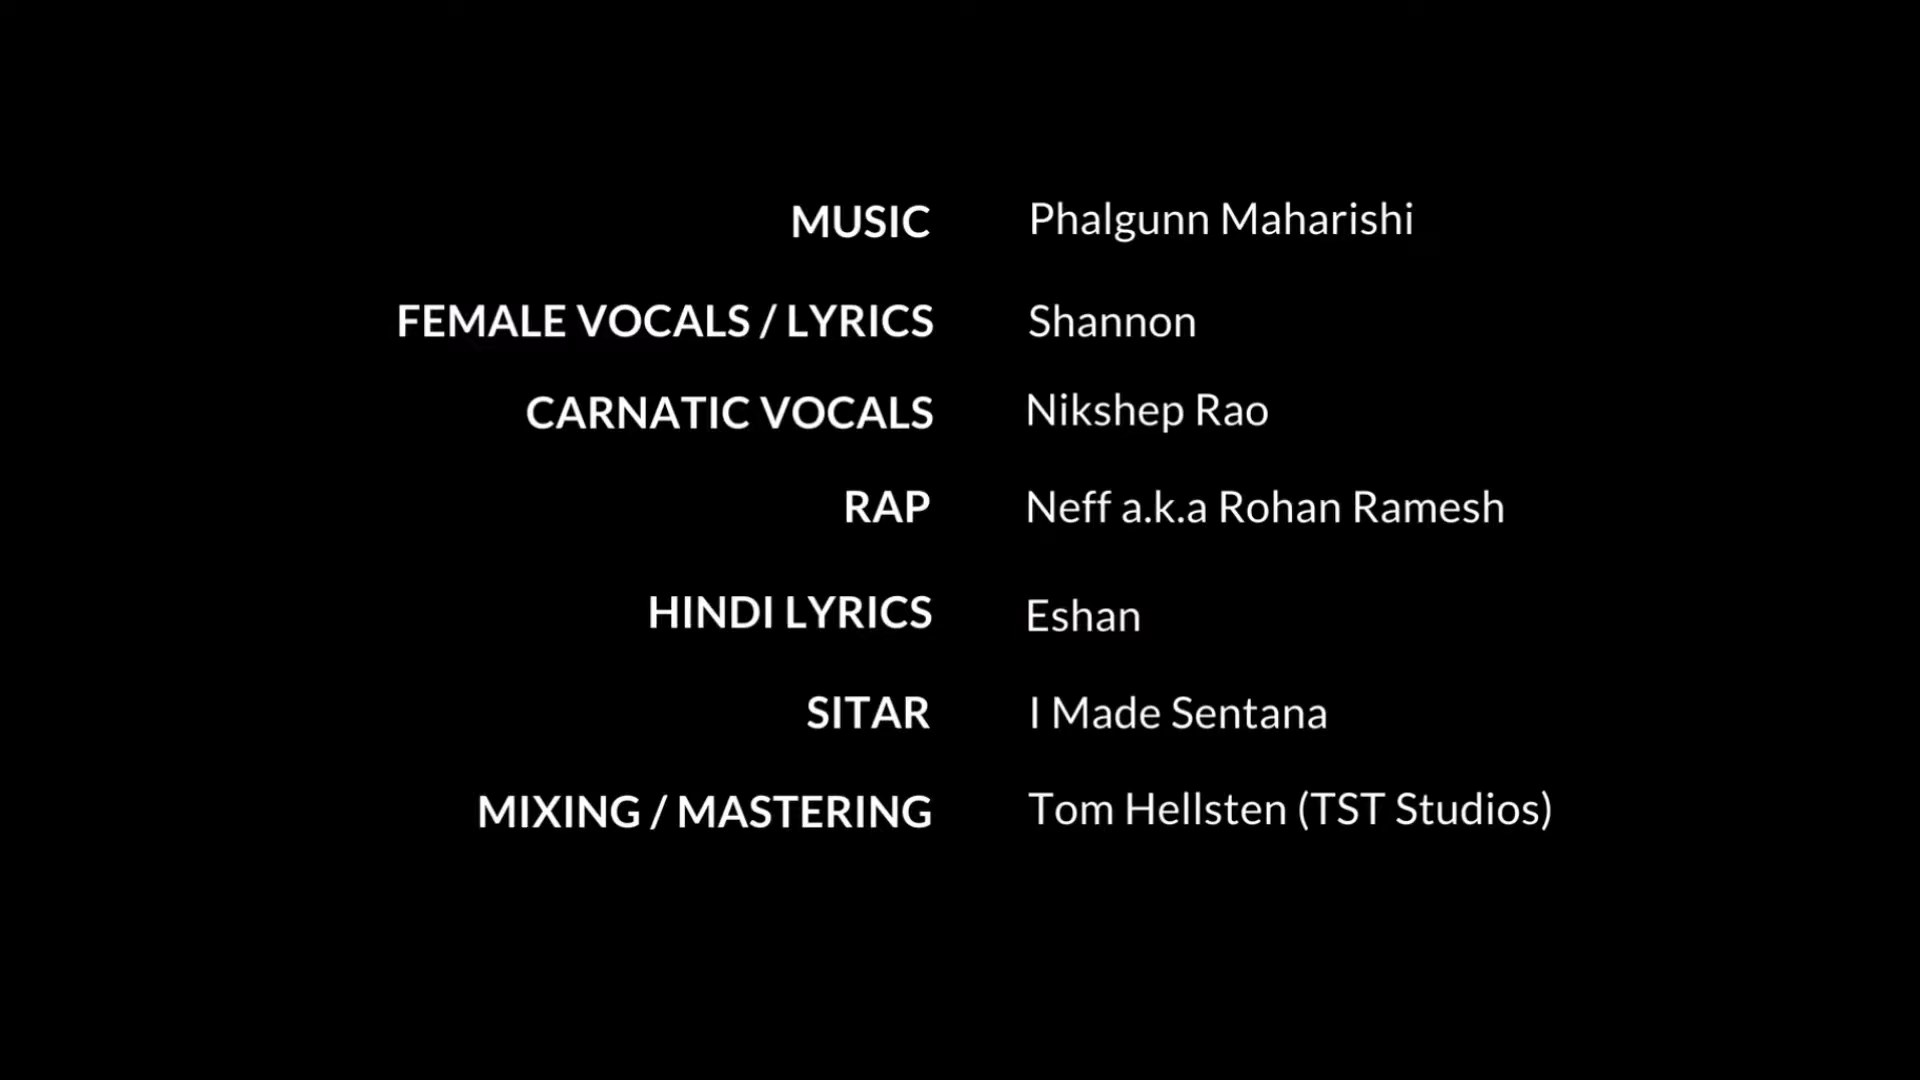 MUSIC Phalgunn Maharishi
FEMALE VOCALS / LYRICS Shannon
CARNATIC VOCALS Nikshep Rao
RAP Neff a.k.a Rohan Ramesh
HINDI LYRICS Eshan
SITAR I Made Sentana
MIXING / MASTERING Tom Hellsten (TST Studios)